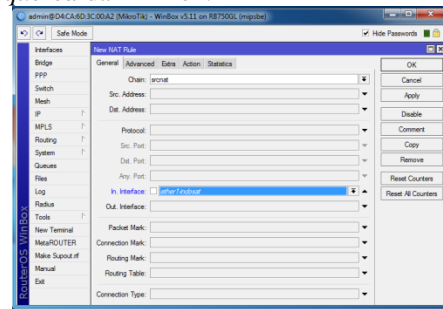 admin@D4:CA:6D:3C:00:A2 (MikroTik) - WinBox v5.11 on RB750GL (mipsbe)
Safe Mode
Hide Passwords
Interfaces
Bridge
PPP
Switch
Mesh
IP
MPLS
Routing
System
Queues
Files
Log
Radius
Tools
New Terminal
MetaROUTER
Make Supout.rif
Manual
Exit
RouterOS WinBox
New NAT Rule
General Advanced Extra Action Statistics
Chain: srcnat
Src. Address:
Dst. Address:
Protocol:
Src. Port:
Dst. Port:
Any. Port:
In. Interface: ether1-indosat
Out. Interface:
Packet Mark:
Connection Mark:
Routing Mark:
Routing Table:
Connection Type:
OK
Cancel
Apply
Disable
Comment
Copy
Remove
Reset Counters
Reset All Counters